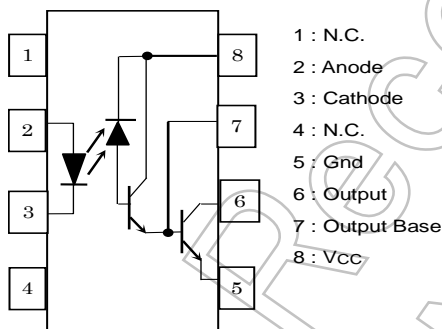 1
2
3
4
8
7
6
5
1 : N.C.
2 : Anode
3 : Cathode
4 : N.C.
5 : Gnd
6 : Output
7 : Output Base
8 : VCC